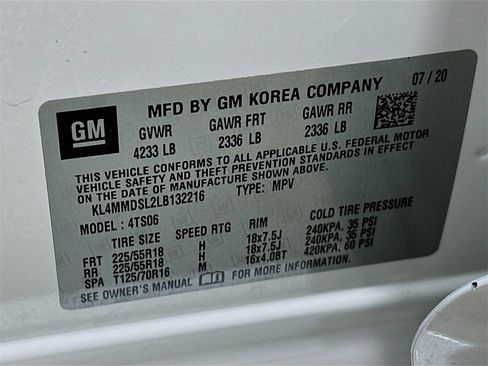 MFD BY GM KOREA COMPANY 07/20
GM
GVWR GAWR FRT GAWR RR
4233 LB 2336 LB 2336 LB
THIS VEHICLE CONFORMS TO ALL APPLICABLE U.S. FEDERAL MOTOR
VEHICLE SAFETY AND THEFT PREVENTION STANDARDS IN EFFECT
ON THE DATE OF MANUFACTURE SHOWN ABOVE.
KL4MMDSL2LB132216 TYPE: MPV
MODEL : 4TS06
TIRE SIZE SPEED RTG RIM COLD TIRE PRESSURE
FRT 225/55R18 H 18x7.5J 240KPA, 35 PSI
RR 225/55R18 H 18x7.5J 240KPA, 35 PSI
SPA T125/70R16 M 16x4.0BT 420KPA, 60 PSI
SEE OWNER'S MANUAL FOR MORE INFORMATION